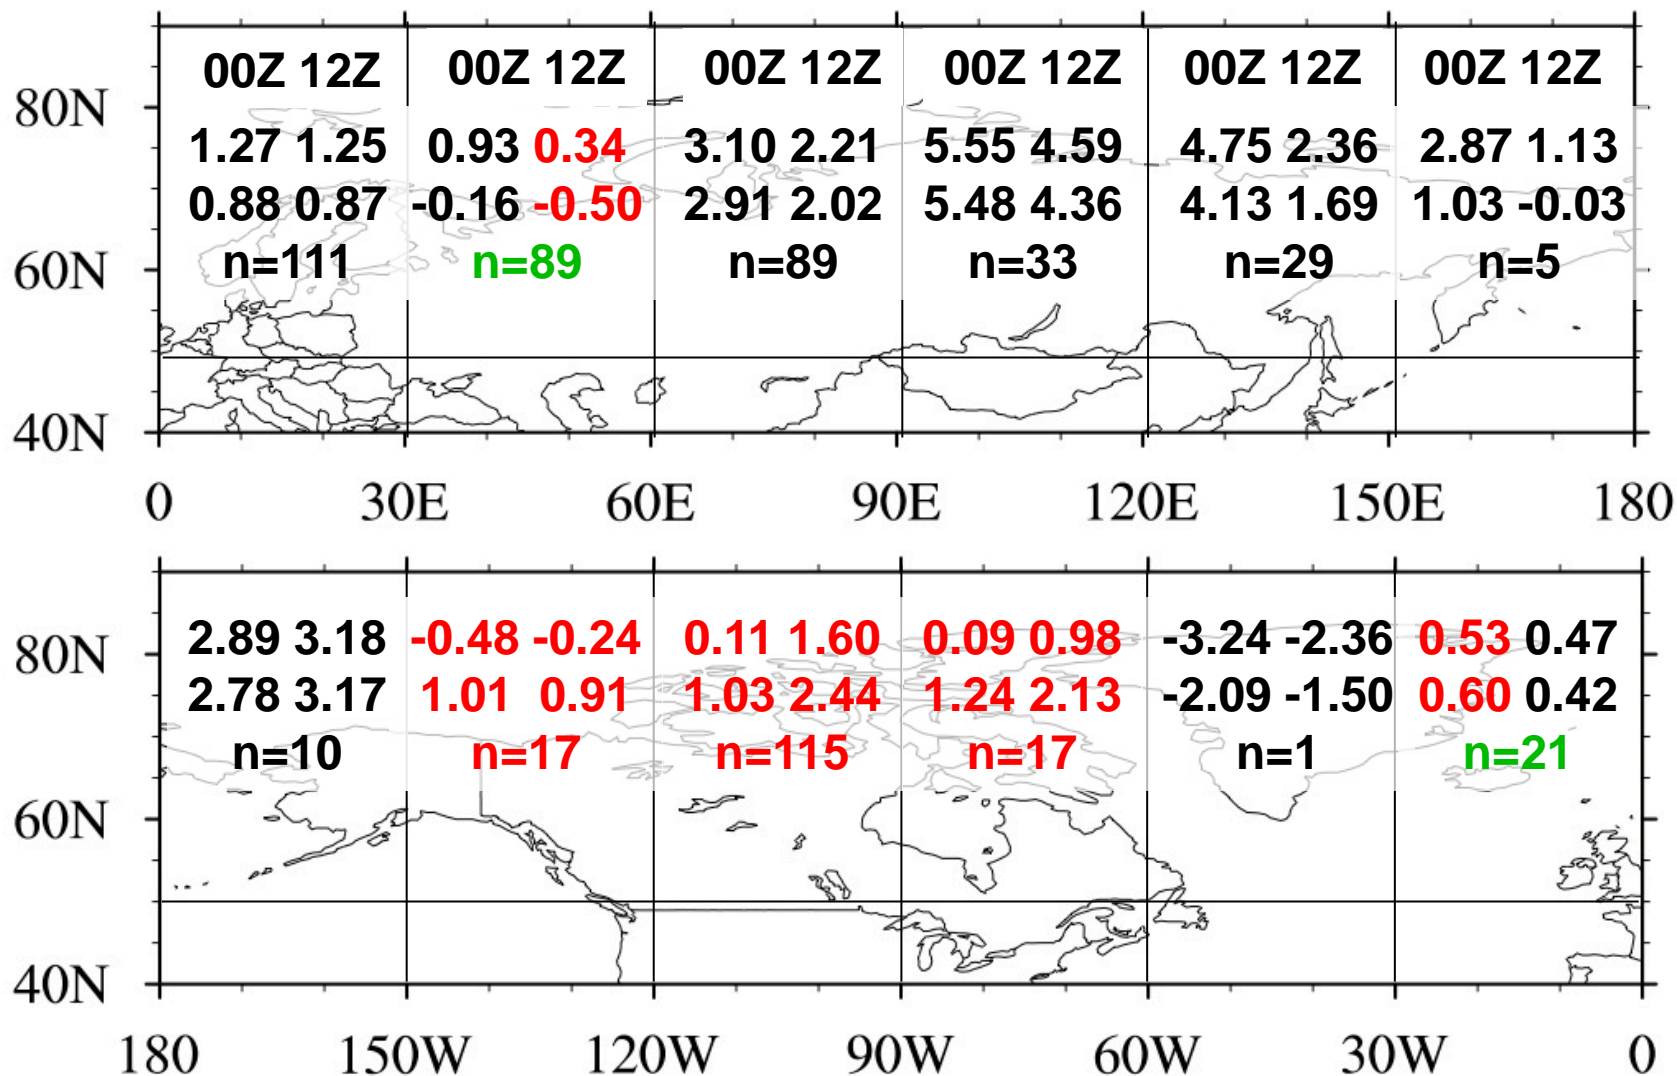 00Z 12Z 00Z 12Z 00Z 12Z 00Z 12Z 00Z 12Z 00Z 12Z
80N
1.27 1.25 0.93 0.34 3.10 2.21 5.55 4.59 4.75 2.36 2.87 1.13
0.88 0.87 -0.16 -0.50 2.91 2.02 5.48 4.36 4.13 1.69 1.03 -0.03
60N n=111 n=89 n=89 n=33 n=29 n=5
40N
0 30E 60E 90E 120E 150E 180
80N 2.89 3.18 -0.48 -0.24 0.11 1.60 0.09 0.98 -3.24 -2.36 0.53 0.47
2.78 3.17 1.01 0.91 1.03 2.44 1.24 2.13 -2.09 -1.50 0.60 0.42
n=10 n=17 n=115 n=17 n=1 n=21
60N
40N
180 150W 120W 90W 60W 30W 0